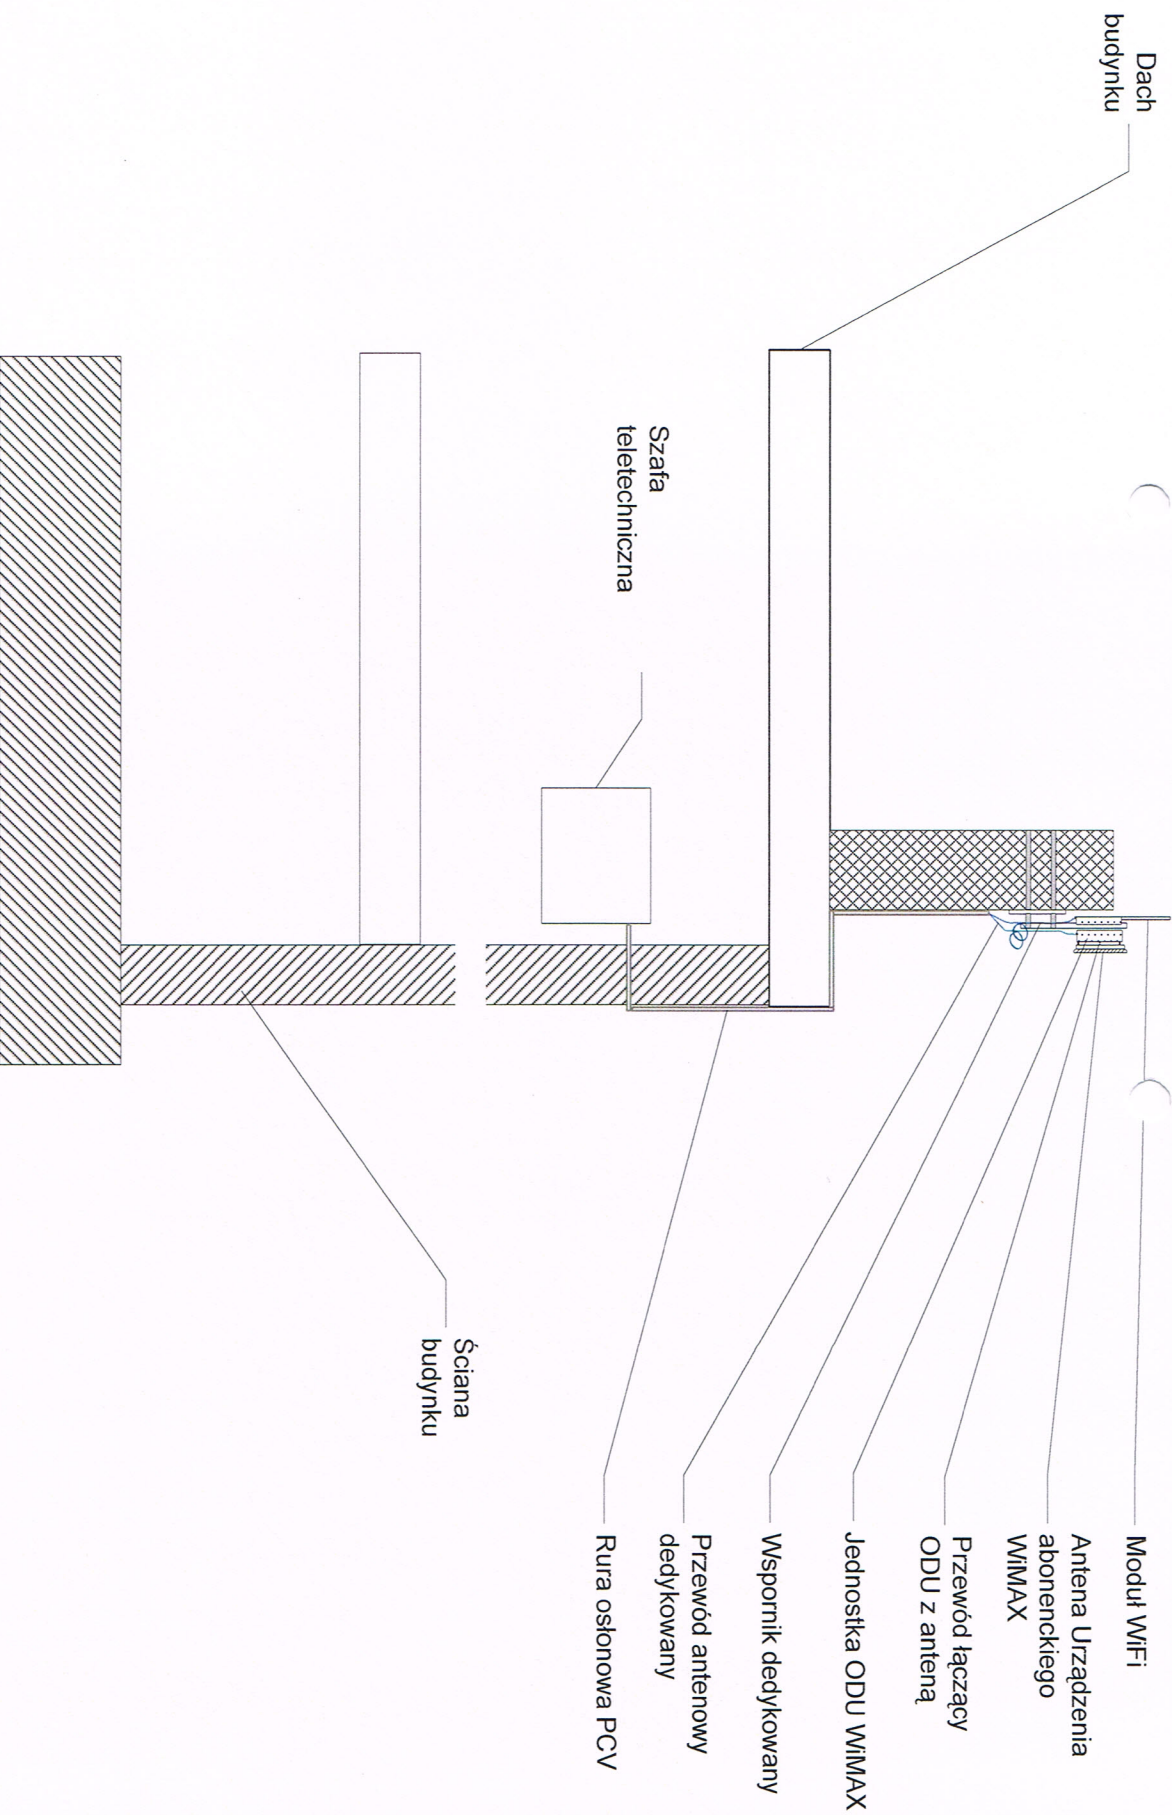 Dach
budynku
Szafa
teletechniczna
Moduł WiFi
Antena Urządzenia
abonenckiego
WiMAX
Przewód łączący
ODU z anteną
Jednostka ODU WiMAX
Wspornik dedykowany
Przewód antenowy
dedykowany
Rura osłonowa PCV
Ściana
budynku